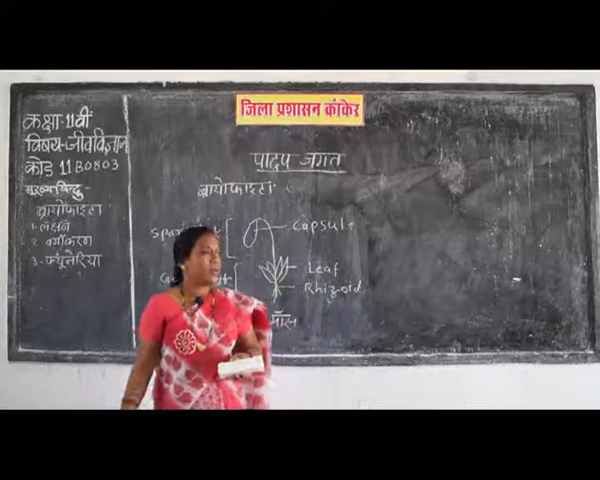 जिला प्रशासन कांकेर
कक्षा-11वीं
विषय-जीवविज्ञान
कोड 11B0803
मुख्य बिन्दु-
ब्रायोफाइटा
1. लक्षण
2 वर्गीकरण
3. फ्यूनेरिया
पादप जगत
ब्रायोफाइटा
Capsule
Leaf
Rhizoid
मॉस